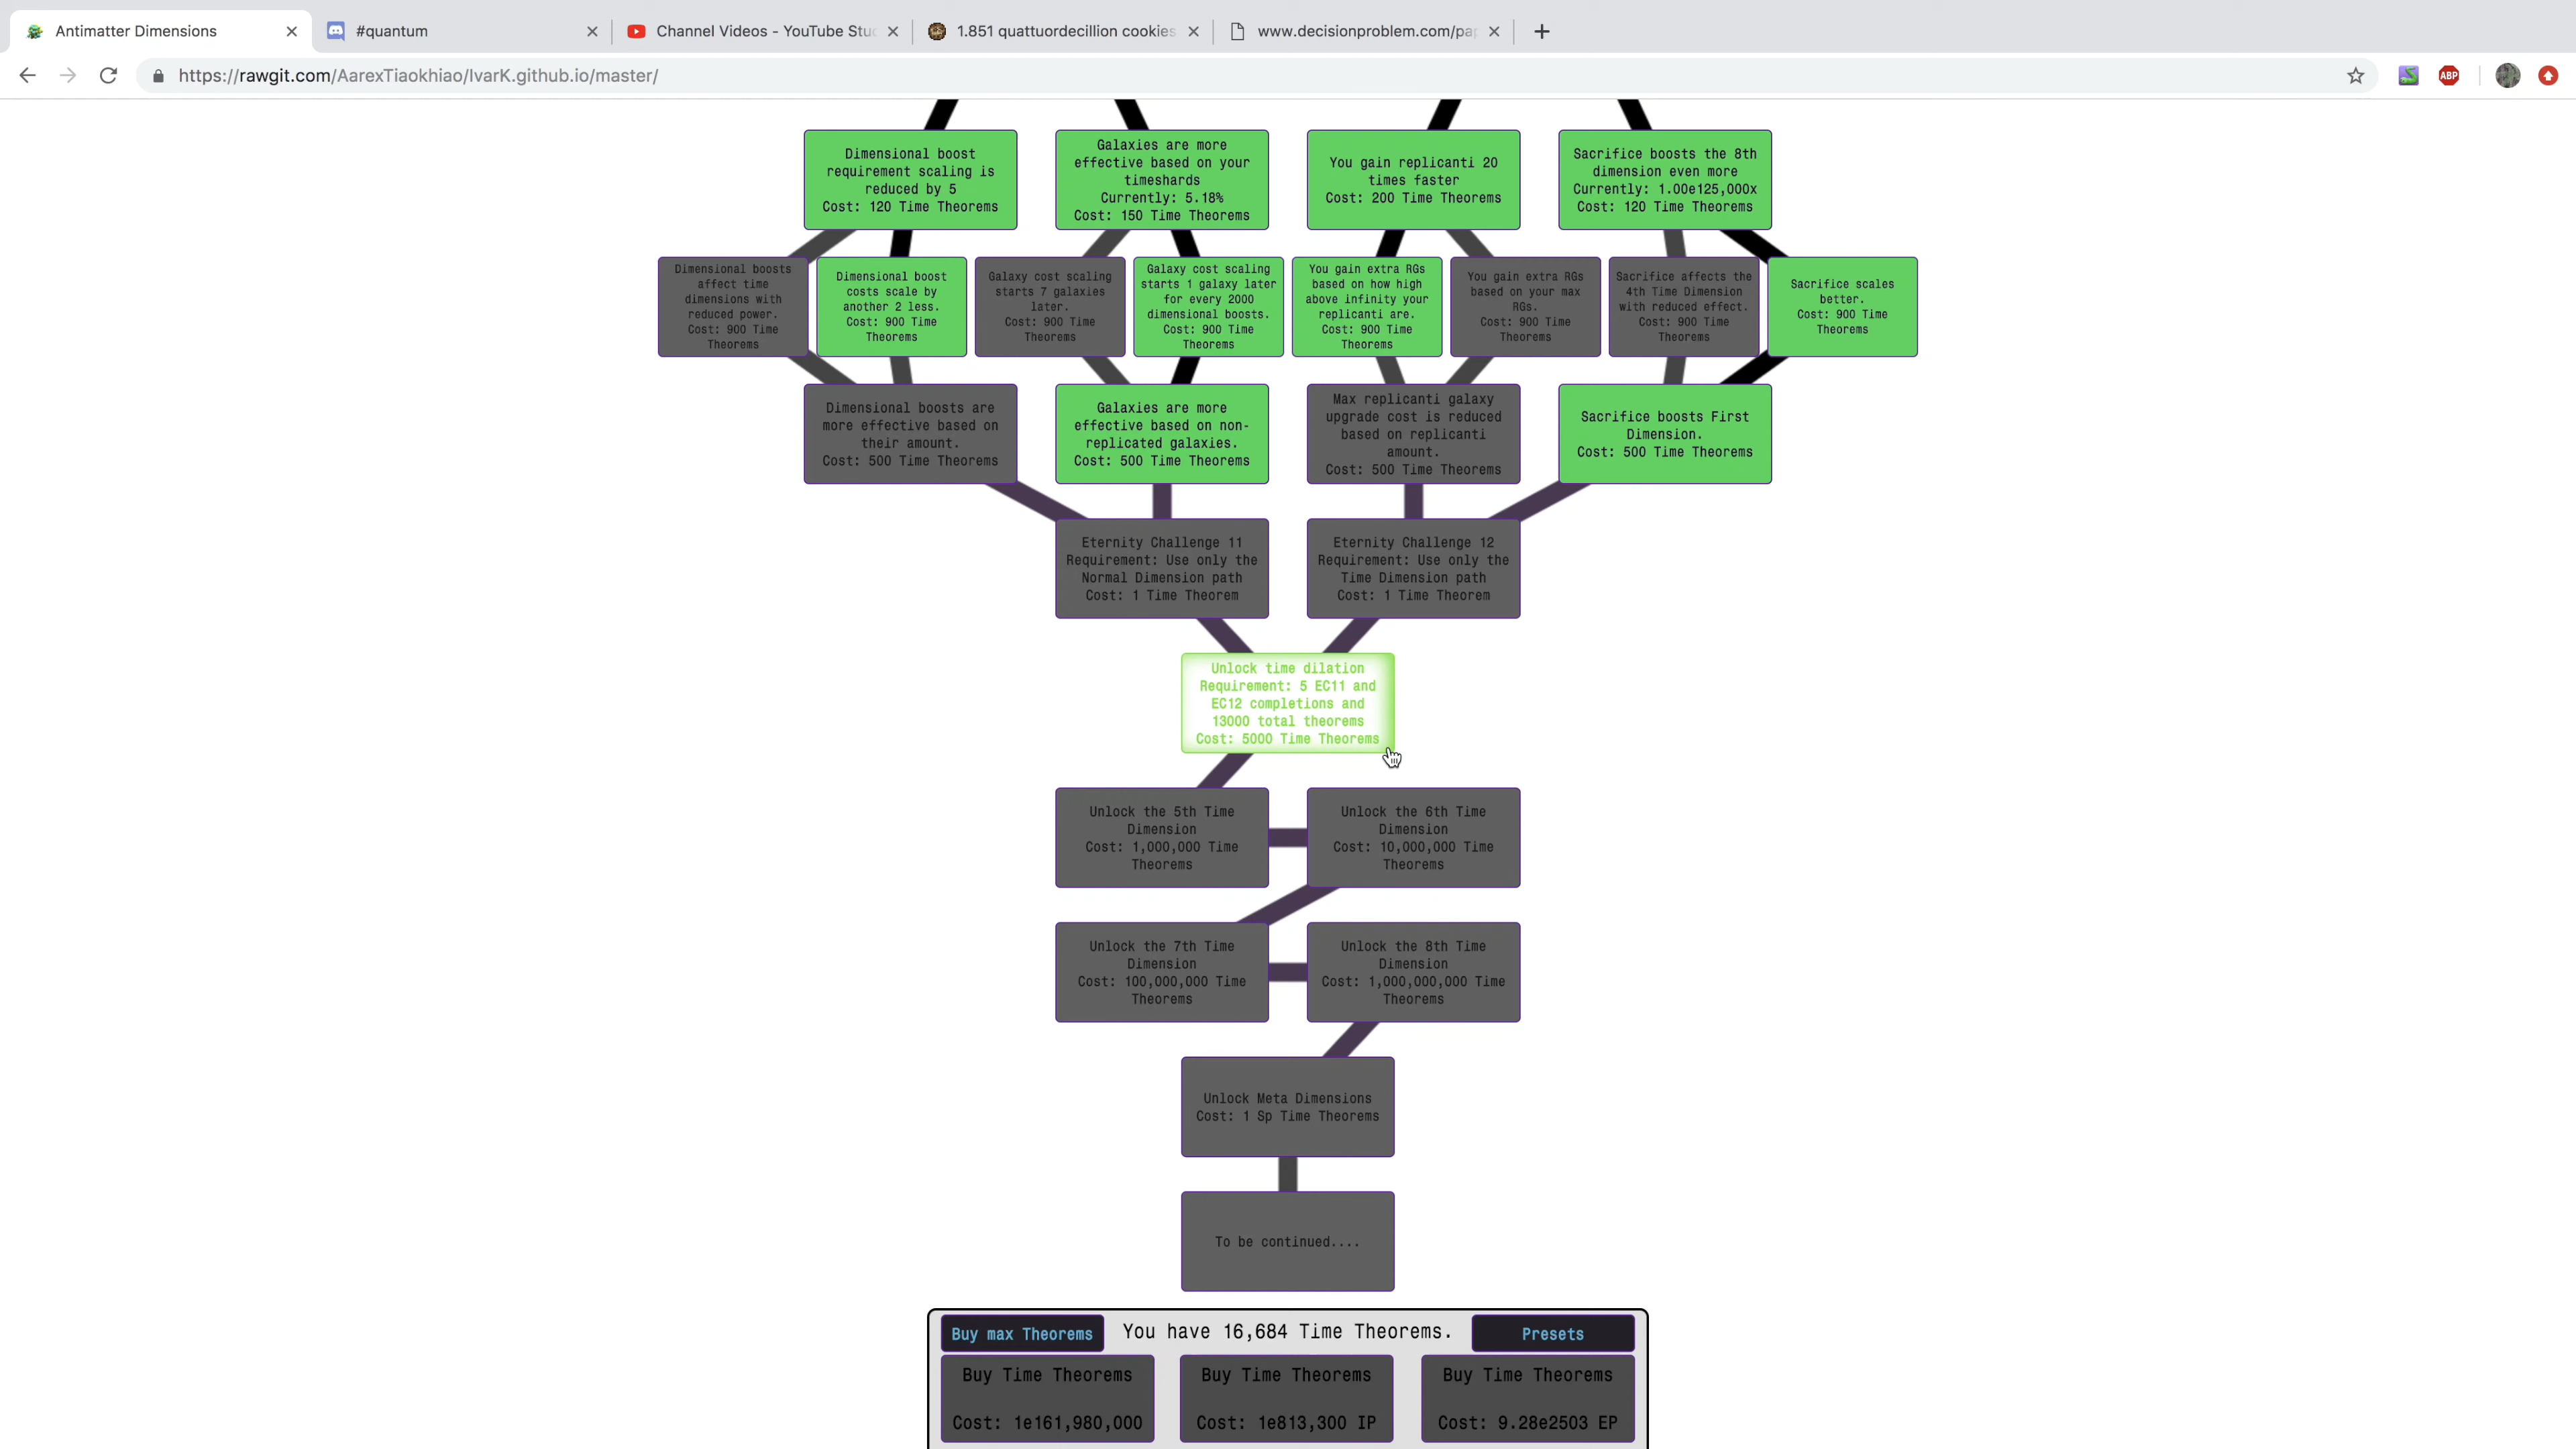 Antimatter Dimensions
#quantum
Channel Videos - YouTube Stu
1.851 quattuordecillion cookies
www.decisionproblem.com/pap
https://rawgit.com/AarexTiaokhiao/IvarK.github.io/master/
ABP
Dimensional boost
requirement scaling is
reduced by 5
Cost: 120 Time Theorems
Galaxies are more
effective based on your
timeshards
Currently: 5.18%
Cost: 150 Time Theorems
You gain replicanti 20
times faster
Cost: 200 Time Theorems
Sacrifice boosts the 8th
dimension even more
Currently: 1.00e125,000x
Cost: 120 Time Theorems
Dimensional boosts
affect time
dimensions with
reduced power.
Cost: 900 Time
Theorems
Dimensional boost
costs scale by
another 2 less.
Cost: 900 Time
Theorems
Galaxy cost scaling
starts 7 galaxies
later.
Cost: 900 Time
Theorems
Galaxy cost scaling
starts 1 galaxy later
for every 2000
dimensional boosts.
Cost: 900 Time
Theorems
You gain extra RGs
based on how high
above infinity your
replicanti are.
Cost: 900 Time
Theorems
You gain extra RGs
based on your max
RGs.
Cost: 900 Time
Theorems
Sacrifice affects the
4th Time Dimension
with reduced effect.
Cost: 900 Time
Theorems
Sacrifice scales
better.
Cost: 900 Time
Theorems
Dimensional boosts are
more effective based on
their amount.
Cost: 500 Time Theorems
Galaxies are more
effective based on non-
replicated galaxies.
Cost: 500 Time Theorems
Max replicanti galaxy
upgrade cost is reduced
based on replicanti
amount.
Cost: 500 Time Theorems
Sacrifice boosts First
Dimension.
Cost: 500 Time Theorems
Eternity Challenge 11
Requirement: Use only the
Normal Dimension path
Cost: 1 Time Theorem
Eternity Challenge 12
Requirement: Use only the
Time Dimension path
Cost: 1 Time Theorem
Unlock time dilation
Requirement: 5 EC11 and
EC12 completions and
13000 total theorems
Cost: 5000 Time Theorems
Unlock the 5th Time
Dimension
Cost: 1,000,000 Time
Theorems
Unlock the 6th Time
Dimension
Cost: 10,000,000 Time
Theorems
Unlock the 7th Time
Dimension
Cost: 100,000,000 Time
Theorems
Unlock the 8th Time
Dimension
Cost: 1,000,000,000 Time
Theorems
Unlock Meta Dimensions
Cost: 1 Sp Time Theorems
To be continued....
Buy max Theorems
You have 16,684 Time Theorems.
Presets
Buy Time Theorems
Cost: 1e161,980,000
Buy Time Theorems
Cost: 1e813,300 IP
Buy Time Theorems
Cost: 9.28e2503 EP